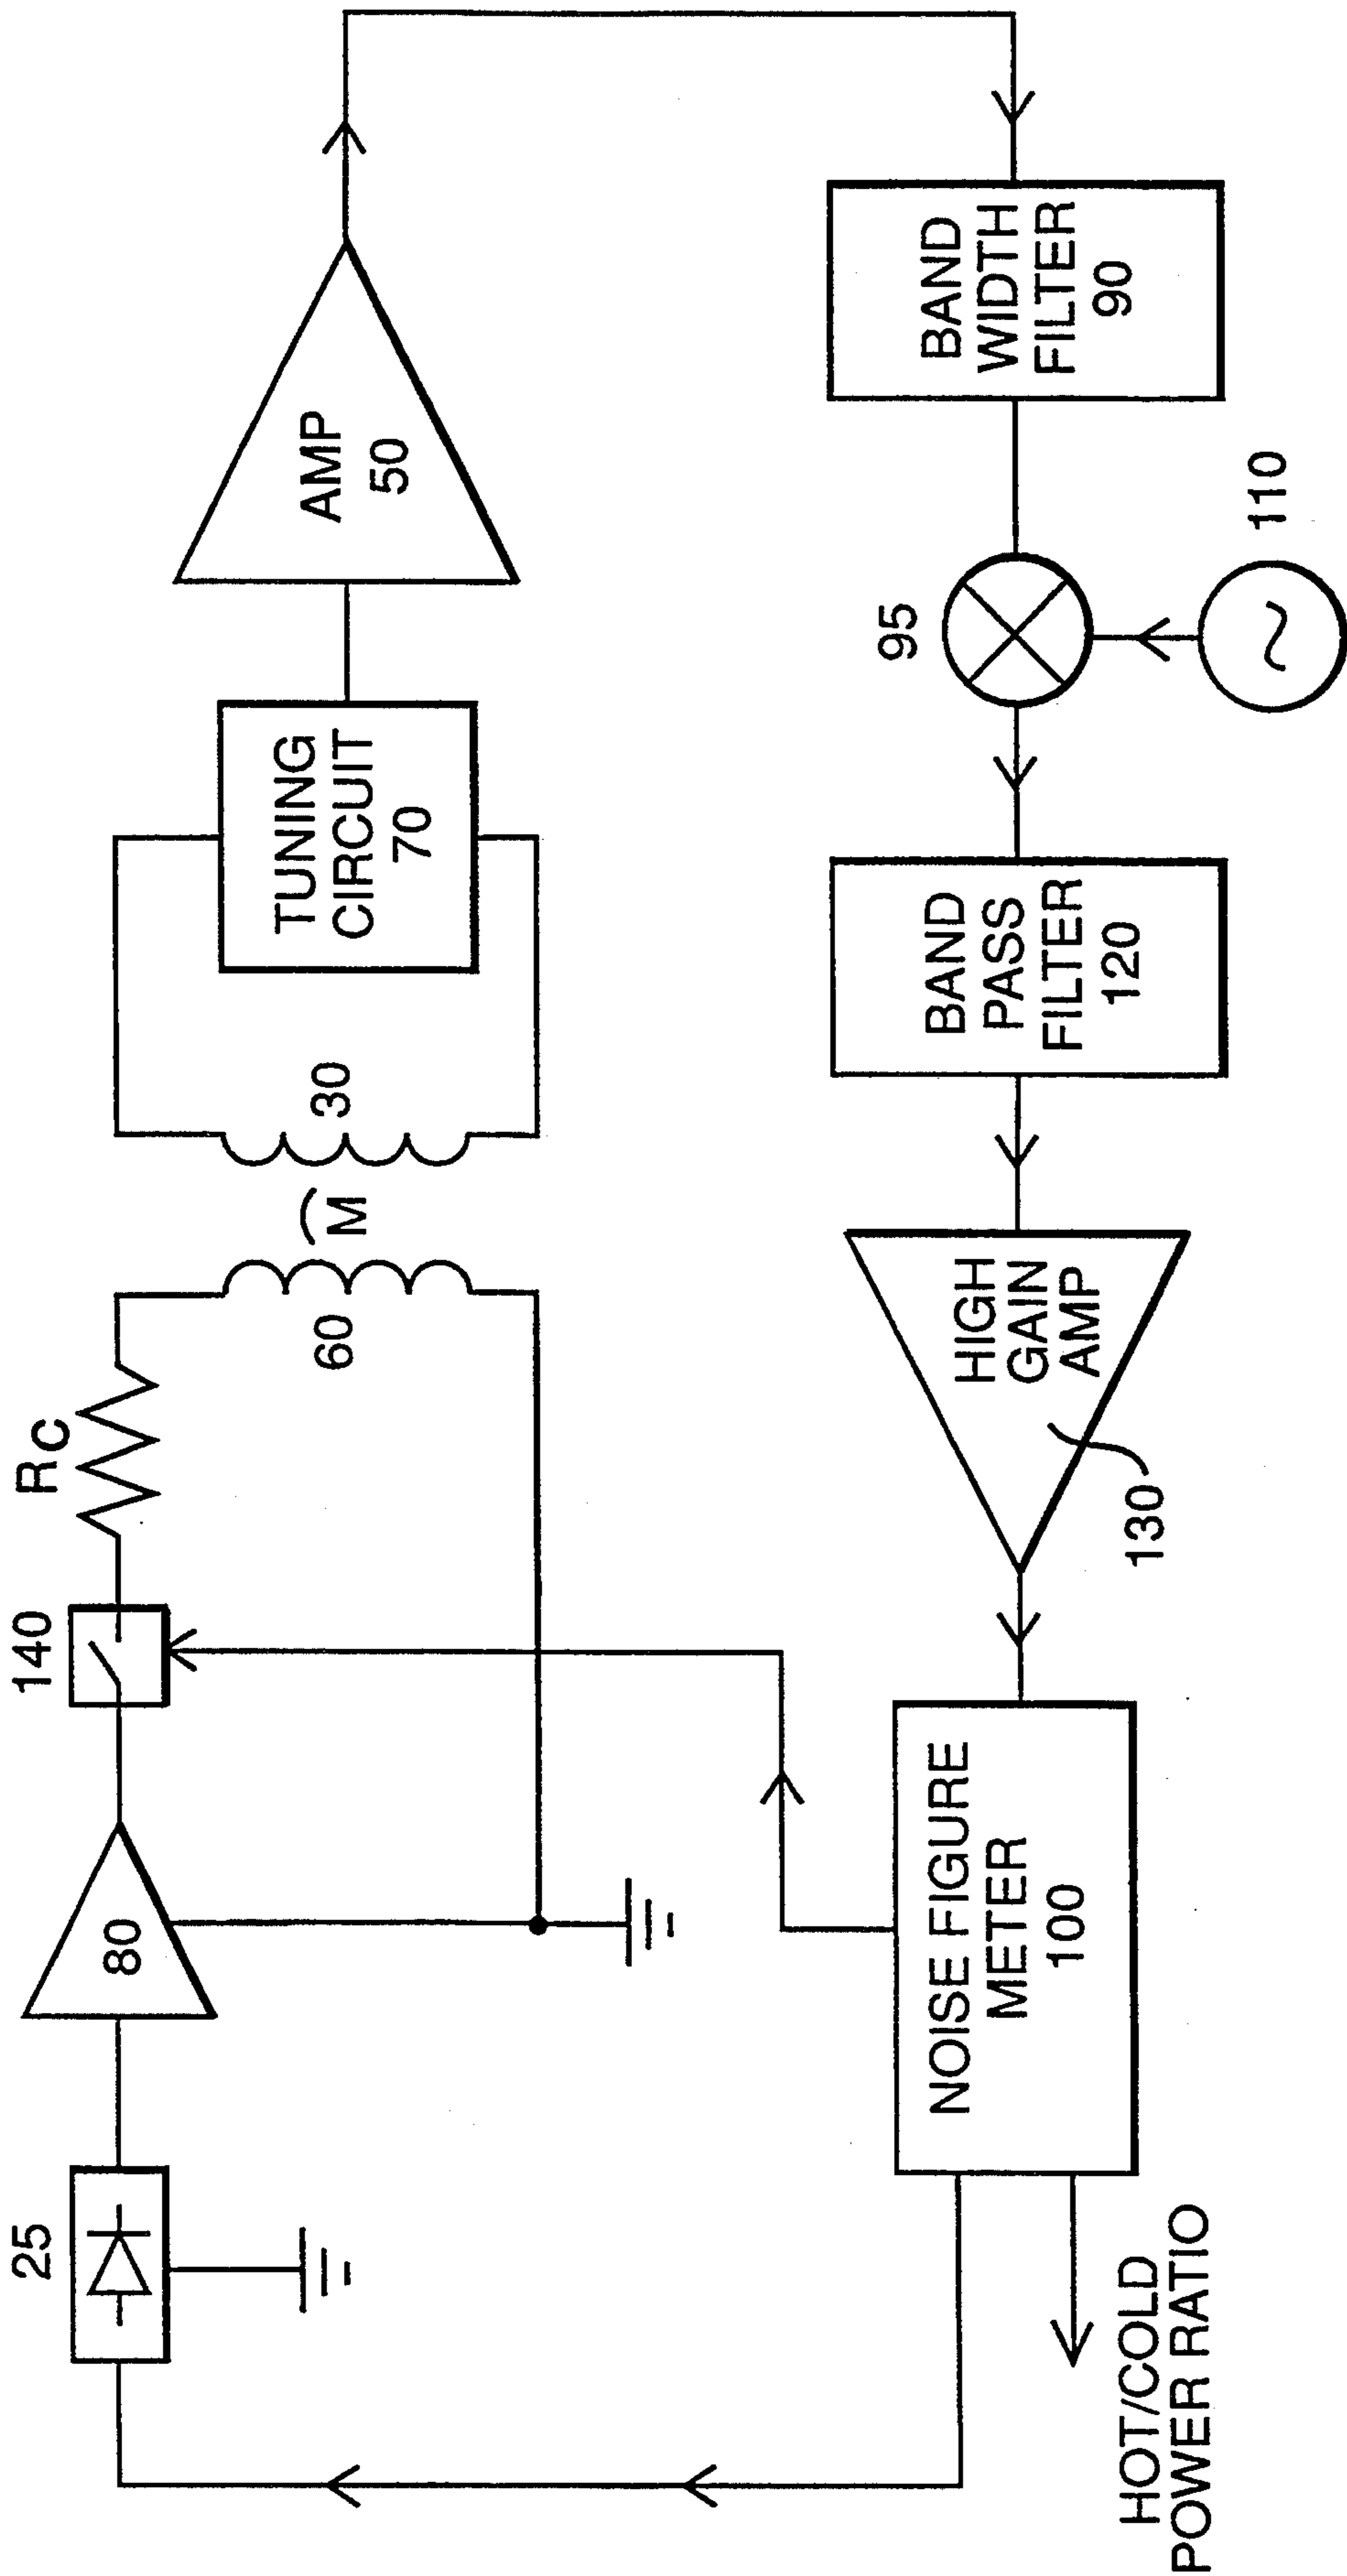 25
80
140
RC
60
M
30
TUNING
CIRCUIT
70
AMP
50
HOT/COLD
POWER RATIO
NOISE FIGURE
METER
100
HIGH
GAIN
AMP
130
BAND
PASS
FILTER
120
95
110
BAND
WIDTH
FILTER
90